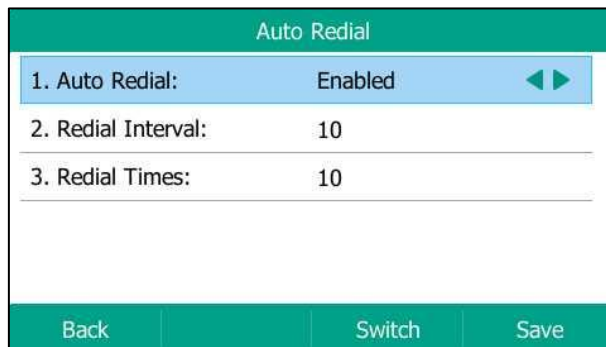 Auto Redial
1. Auto Redial: Enabled
2. Redial Interval: 10
3. Redial Times: 10
Back Switch Save